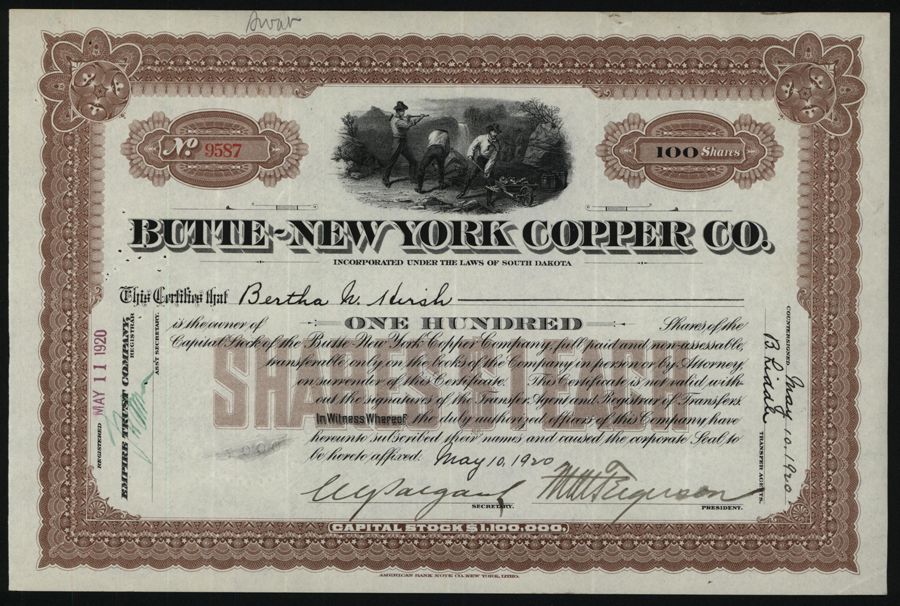 No. 9587
100 Shares
BUTTE-NEW YORK COPPER CO.
INCORPORATED UNDER THE LAWS OF SOUTH DAKOTA
This Certifies that Bertha N. Hirsh
is the owner of ONE HUNDRED Shares of the
Capital Stock of the Butte-New York Copper Company, full paid and non-assessable,
transferable only on the books of the Company in person or by Attorney
on surrender of this Certificate. This Certificate is not valid with-
out the signatures of the Transfer Agent and Registrar of Transfers.
In Witness Whereof, the duly authorized officers of this Company have
hereunto subscribed their names and caused the corporate Seal to
be hereto affixed. May 10, 1920
SHARES
SECRETARY.
M M Ferguson
PRESIDENT.
CAPITAL STOCK $1,100,000.
AMERICAN BANK NOTE CO. NEW YORK, LITHO.
REGISTERED MAY 11 1920
EMPIRE TRUST COMPANY,
REGISTRAR
ASST SECRETARY.
COUNTERSIGNED May 10, 1920
TRANSFER AGENTS.